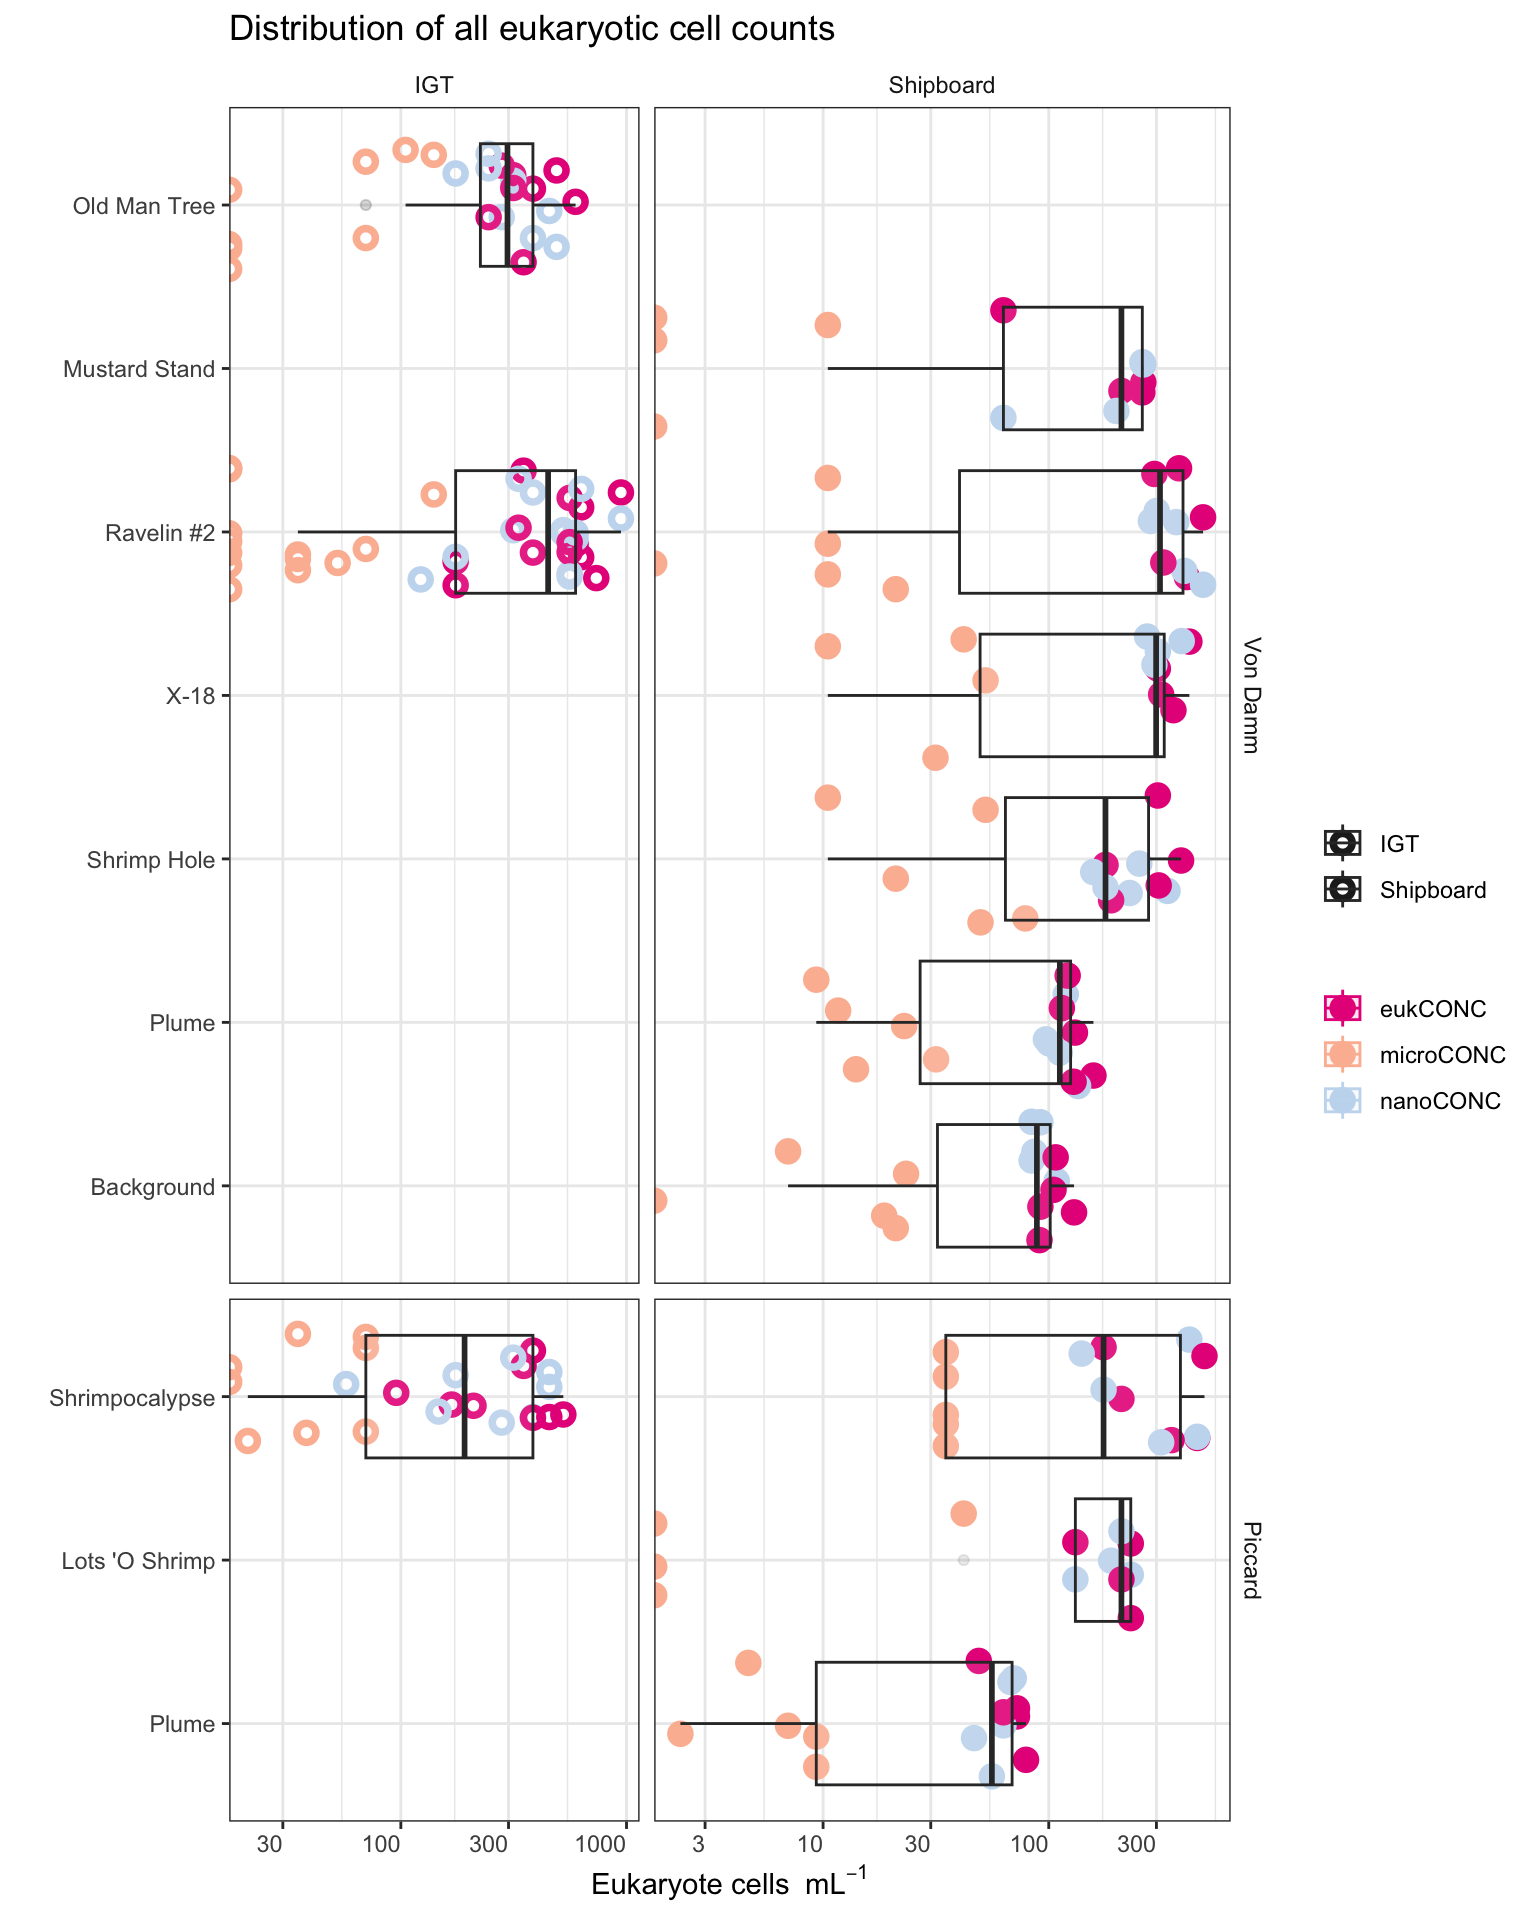 Distribution of all eukaryotic cell counts
IGT
Shipboard
Old Man Tree
Mustard Stand
Ravelin #2
X-18
Shrimp Hole
Plume
Background
Von Damm
Shrimpocalypse
Lots 'O Shrimp
Plume
Piccard
30 100 300 1000
3 10 30 100 300
Eukaryote cells mL⁻¹
IGT
Shipboard
eukCONC
microCONC
nanoCONC